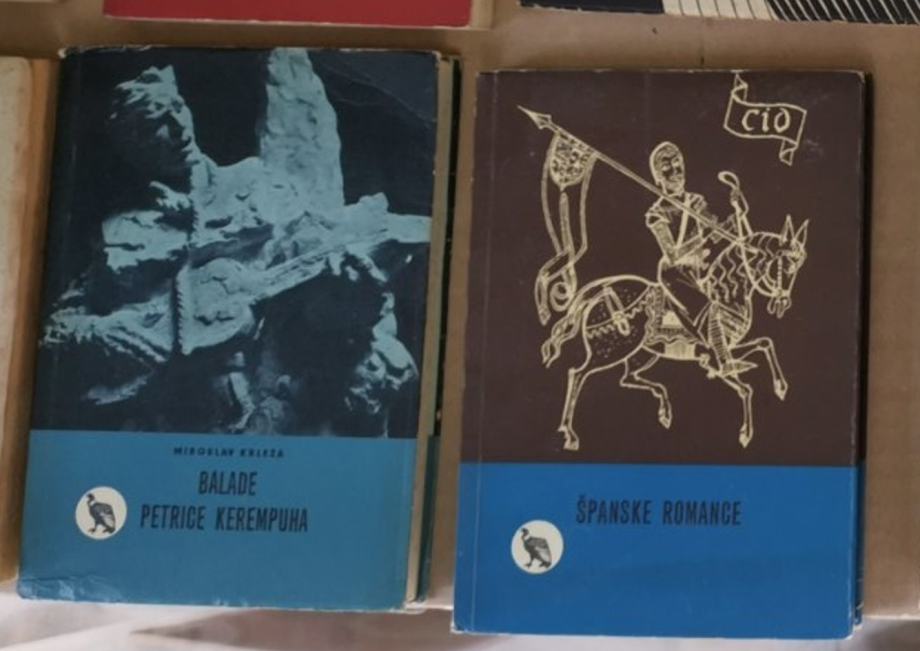 MIROSLAV KRLEŽA
BALADE
PETRICE KEREMPUHA
CID
ŠPANSKE ROMANCE